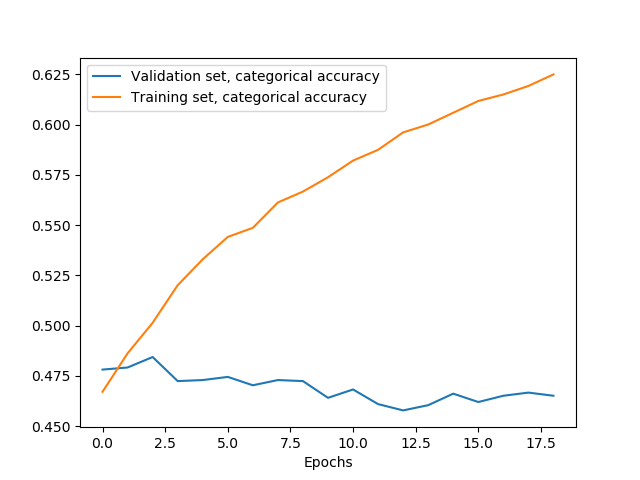 Validation set, categorical accuracy
Training set, categorical accuracy
0.625
0.600
0.575
0.550
0.525
0.500
0.475
0.450
0.0 2.5 5.0 7.5 10.0 12.5 15.0 17.5
Epochs